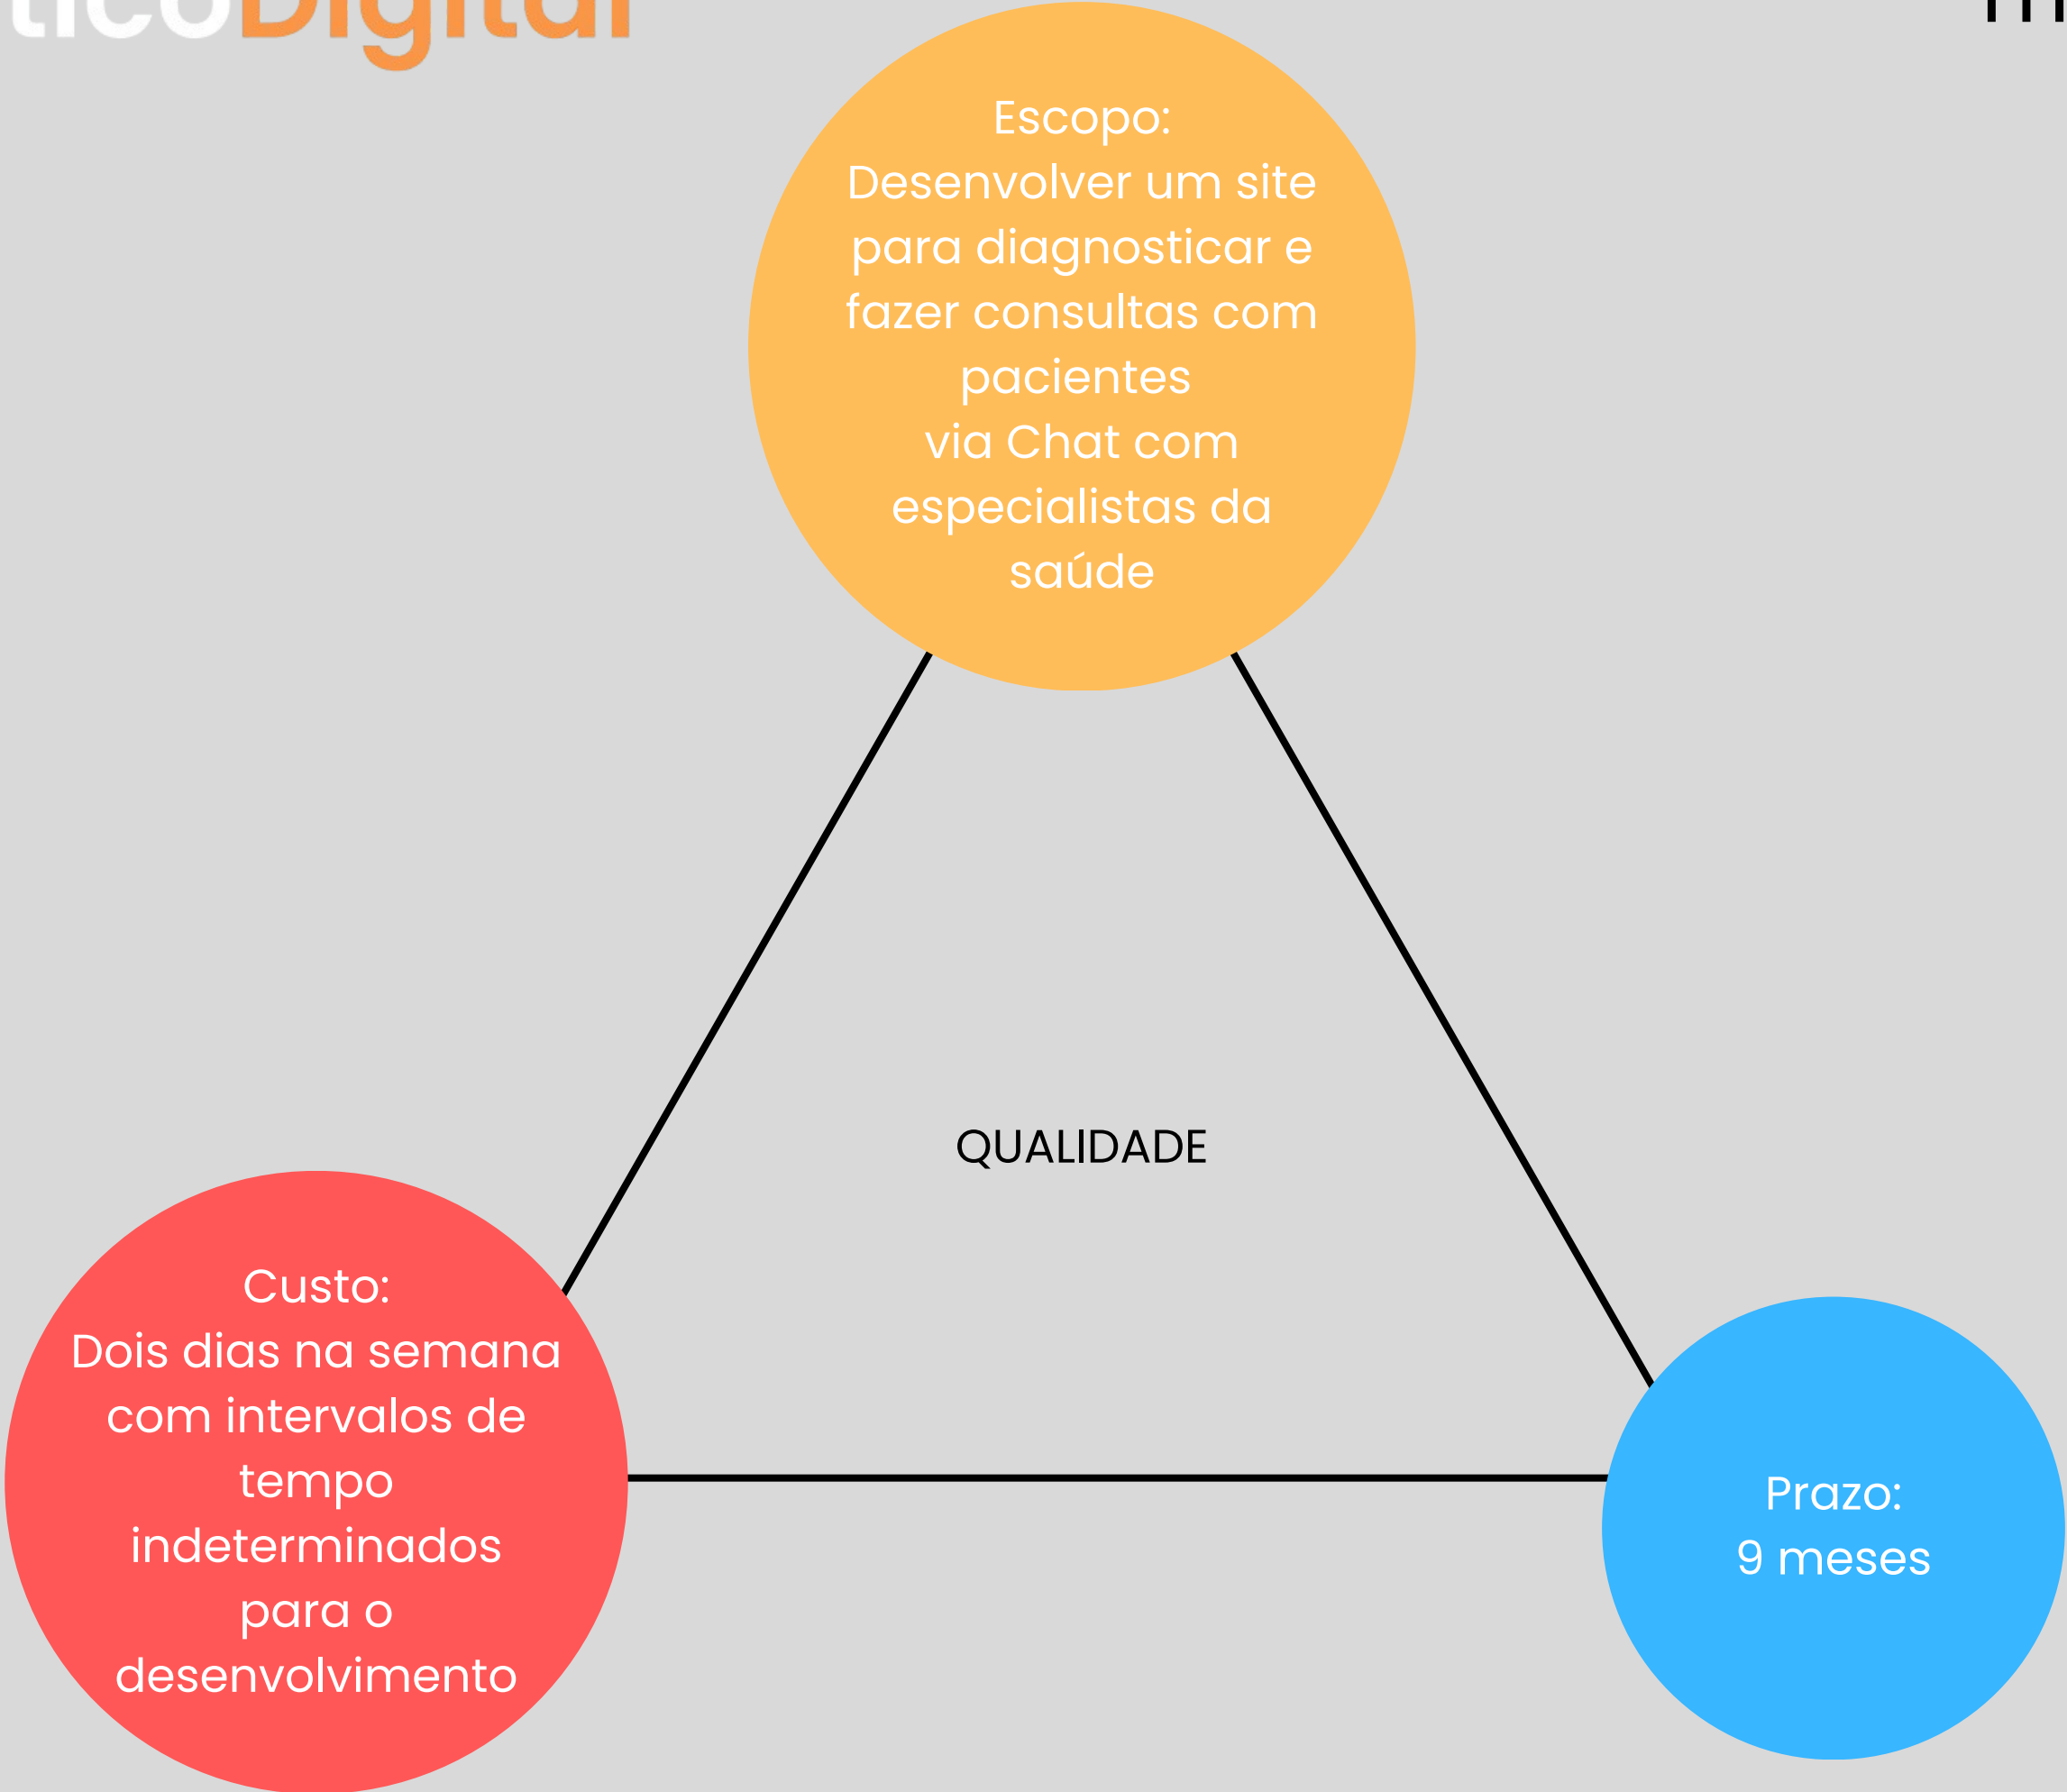 ticoDigital
Escopo:
Desenvolver um site
para diagnosticar e
fazer consultas com
pacientes
via Chat com
especialistas da
saúde
QUALIDADE
Custo:
Dois dias na semana
com intervalos de
tempo
indeterminados
para o
desenvolvimento
Prazo:
9 meses